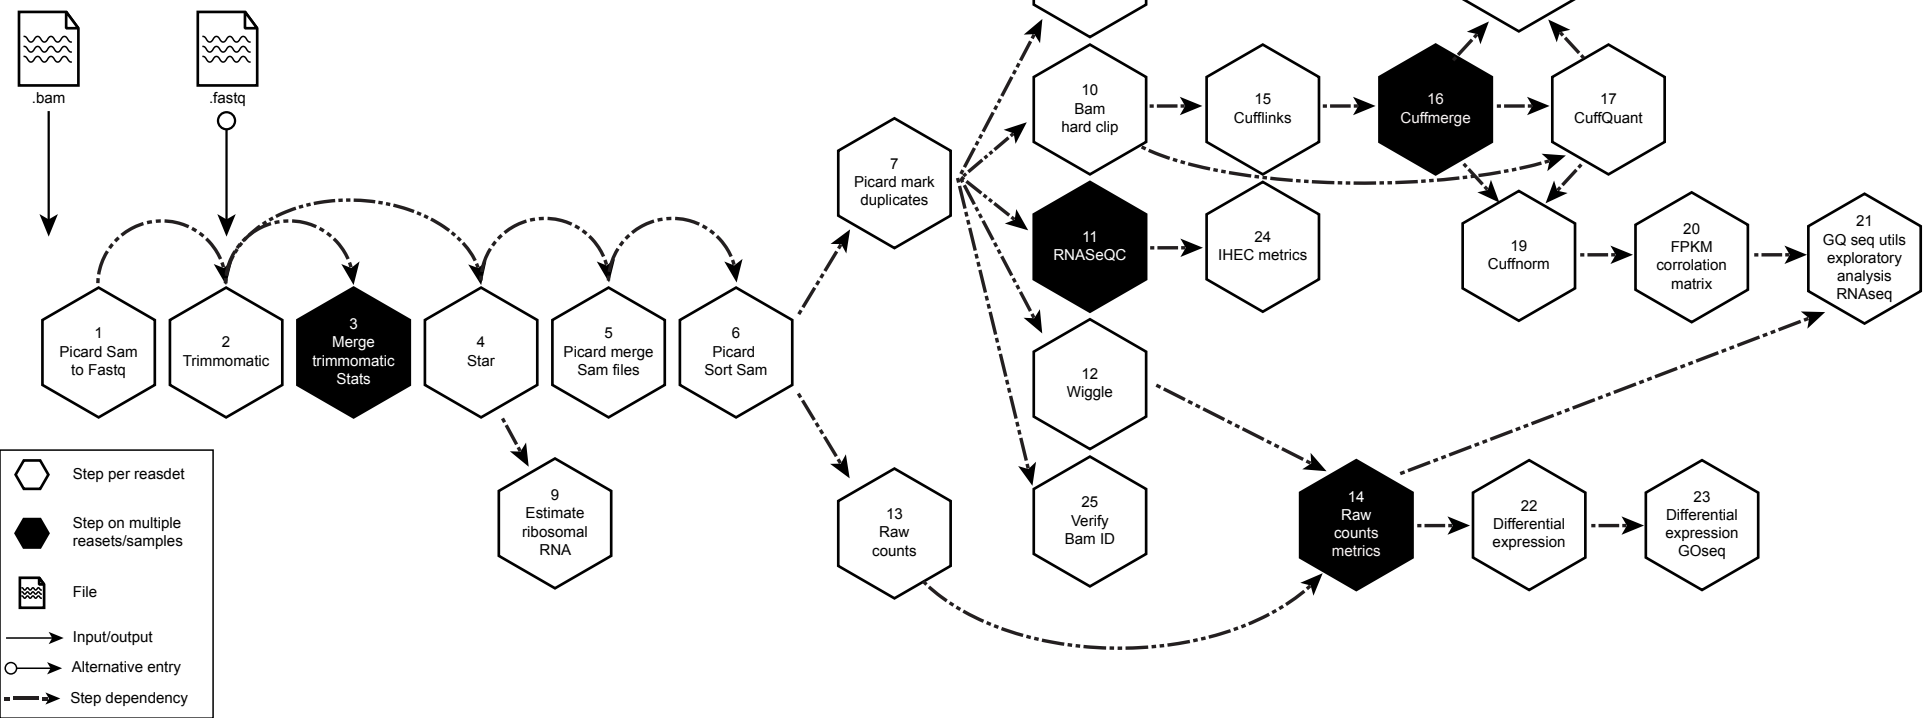 .bam
.fastq
1
Picard Sam
to Fastq
2
Trimmomatic
3
Merge
trimmomatic
Stats
4
Star
5
Picard merge
Sam files
6
Picard
Sort Sam
7
Picard mark
duplicates
9
Estimate
ribosomal
RNA
13
Raw
counts
10
Bam
hard clip
15
Cufflinks
16
Cuffmerge
17
CuffQuant
11
RNASeQC
24
IHEC metrics
19
Cuffnorm
20
FPKM
corrolation
matrix
21
GQ seq utils
exploratory
analysis
RNAseq
12
Wiggle
25
Verify
Bam ID
14
Raw
counts
metrics
22
Differential
expression
23
Differential
expression
GOseq
Step per reasdet
Step on multiple
reasets/samples
File
Input/output
Alternative entry
Step dependency